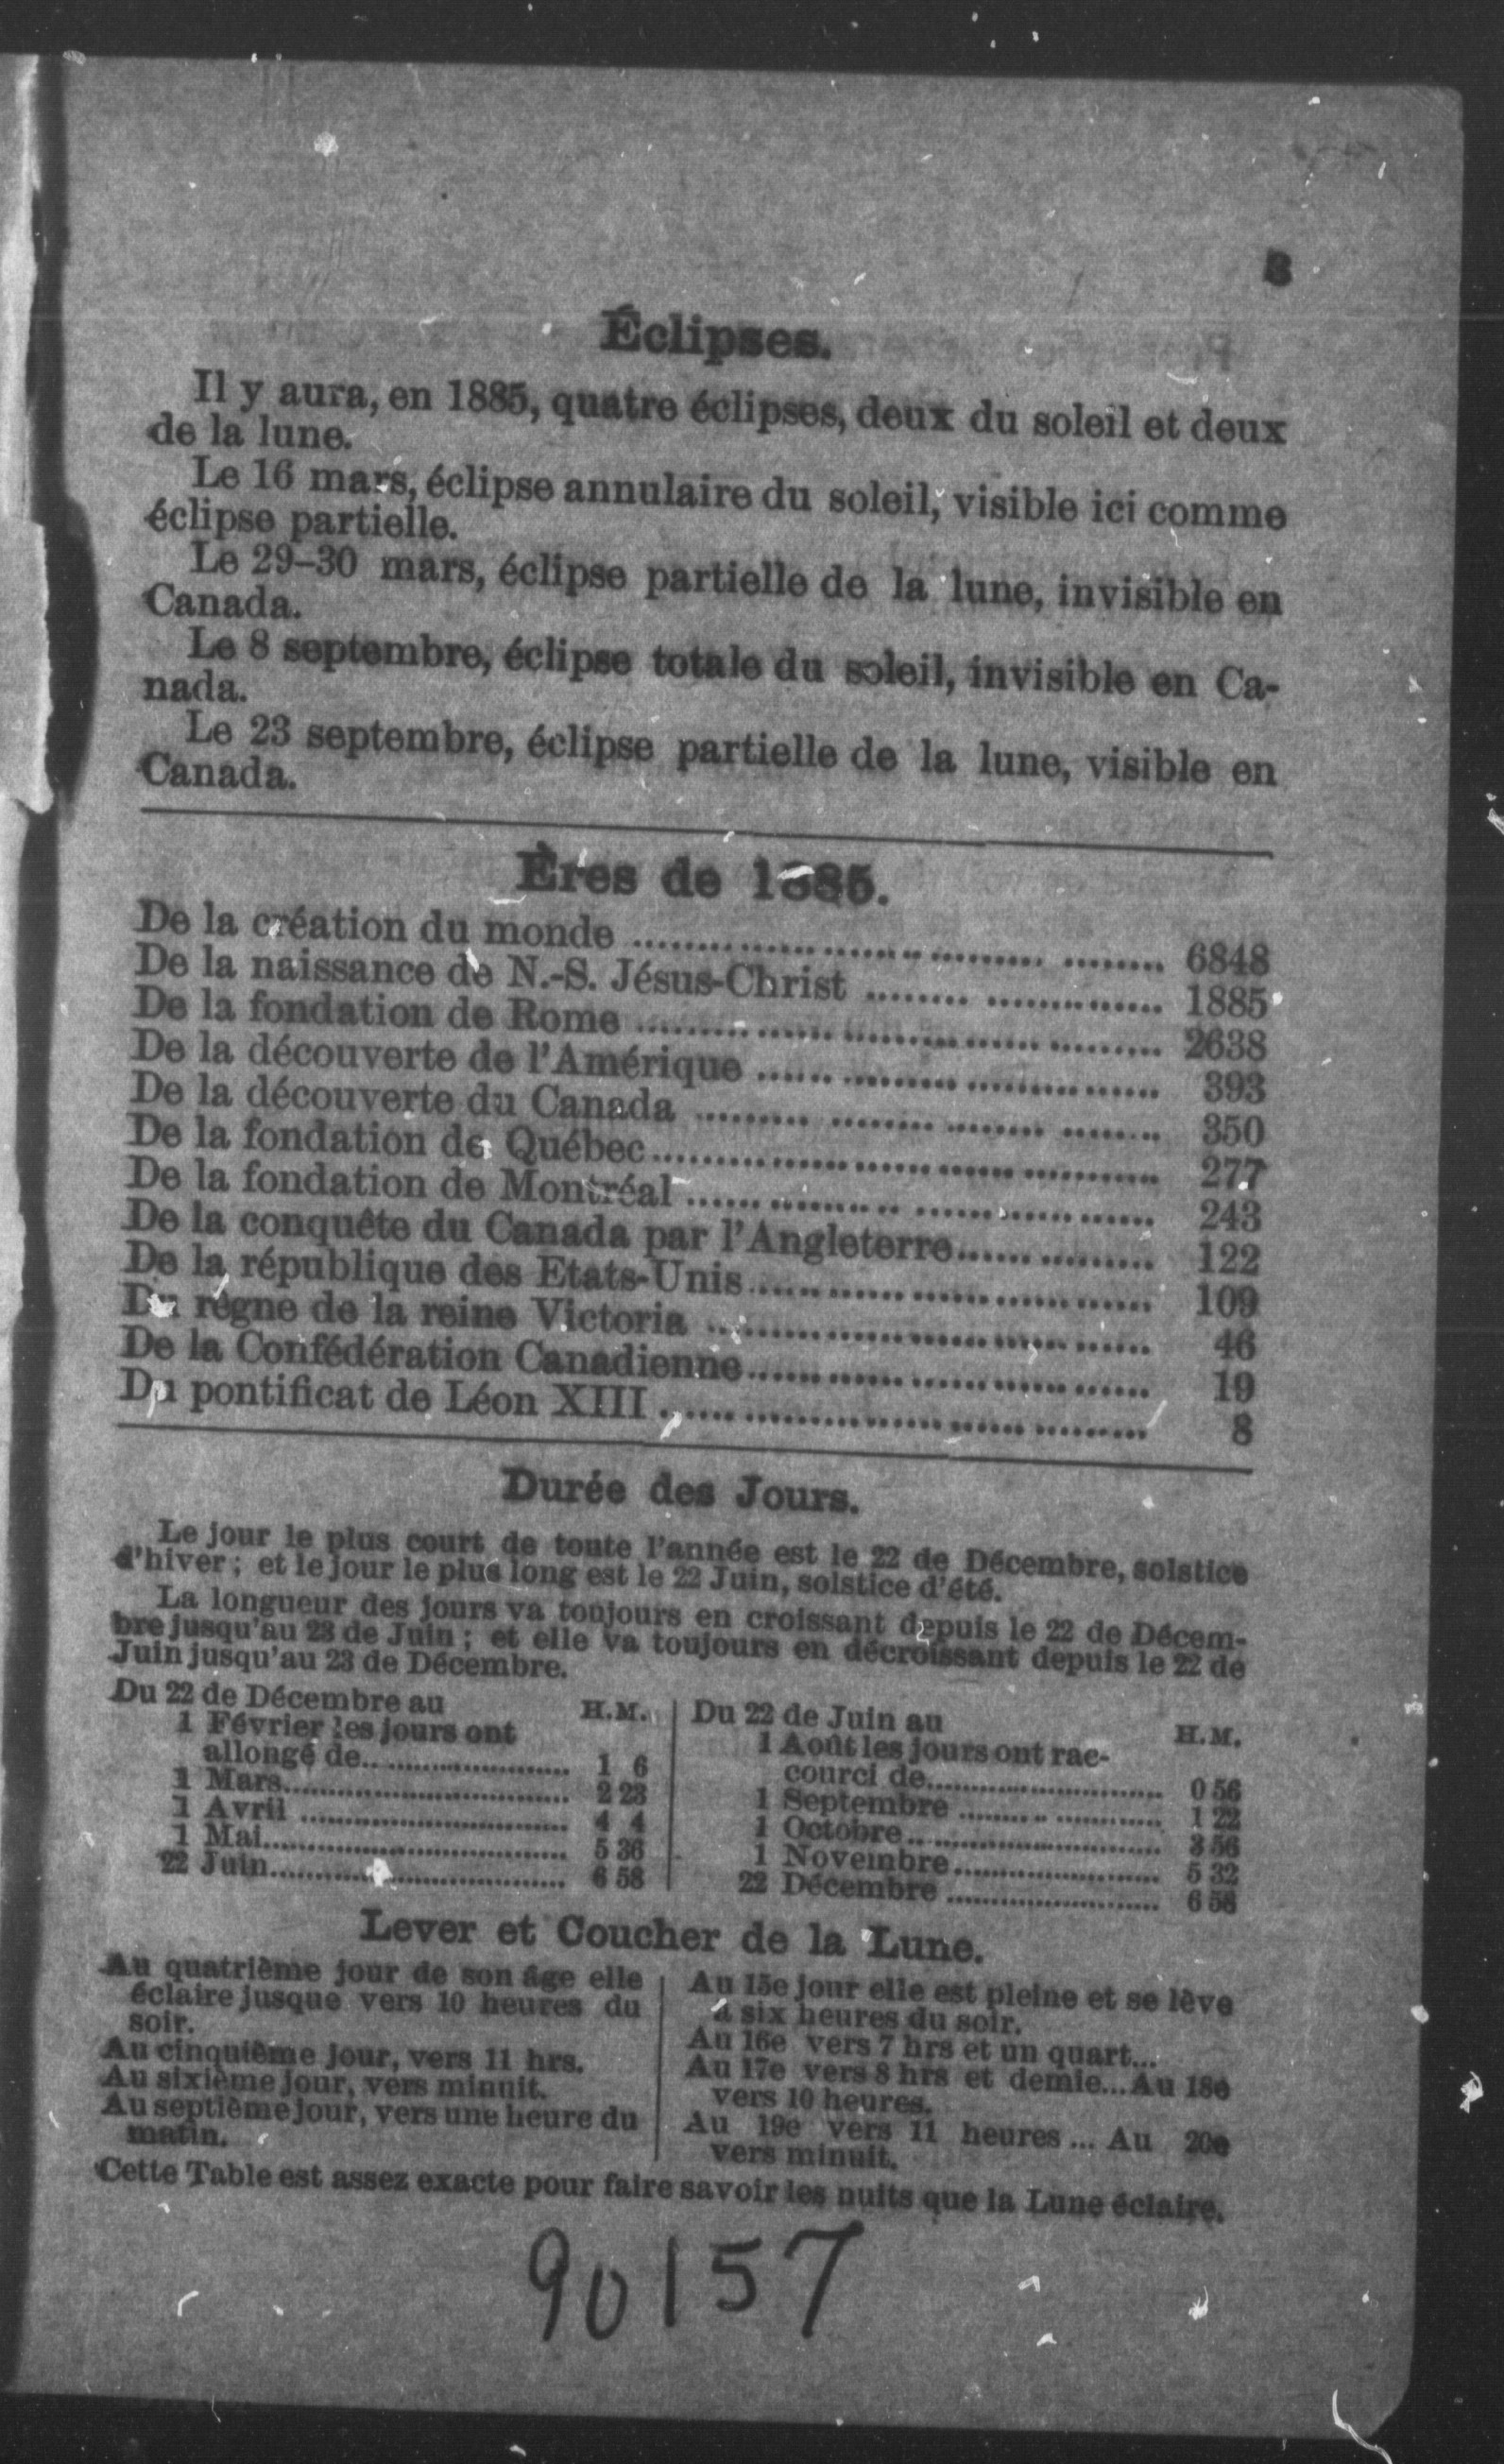 3
Éclipses.
Il y aura, en 1885, quatre éclipses, deux du soleil et deux
de la lune.
Le 16 mars, éclipse annulaire du soleil, visible ici comme
éclipse partielle.
Le 29–30 mars, éclipse partielle de la lune, invisible en
Canada.
Le 8 septembre, éclipse totale du soleil, invisible en Ca-
nada.
Le 23 septembre, éclipse partielle de la lune, visible en
Canada.
Ères de 1885.
De la création du monde ........ 6848
De la naissance de N.-S. Jésus-Christ ........ 1885
De la fondation de Rome ........ 2638
De la découverte de l'Amérique ........ 393
De la découverte du Canada ........ 350
De la fondation de Québec ........ 277
De la fondation de Montréal ........ 243
De la conquête du Canada par l'Angleterre ........ 122
De la république des Etats-Unis ........ 109
Du règne de la reine Victoria ........ 46
De la Confédération Canadienne ........ 19
Du pontificat de Léon XIII ........ 8
Durée des Jours.
Le jour le plus court de toute l'année est le 22 de Décembre, solstice
d'hiver ; et le jour le plus long est le 22 Juin, solstice d'été.
La longueur des jours va toujours en croissant depuis le 22 de Décem-
bre jusqu'au 23 de Juin ; et elle va toujours en décroissant depuis le 22 de
Juin jusqu'au 23 de Décembre.
Du 22 de Décembre au H.M.
1 Février les jours ont
allongé de ........ 1 6
1 Mars ........ 2 23
1 Avril ........ 4 4
1 Mai ........ 5 36
22 Juin ........ 6 58
Du 22 de Juin au H.M.
1 Août les jours ont rac-
courci de ........ 0 56
1 Septembre ........ 1 22
1 Octobre ........ 3 56
1 Novembre ........ 5 32
22 Décembre ........ 6 58
Lever et Coucher de la Lune.
Au quatrième jour de son âge elle
éclaire jusque vers 10 heures du
soir.
Au cinquième jour, vers 11 hrs.
Au sixième jour, vers minuit.
Au septième jour, vers une heure du
matin.
Au 15e jour elle est pleine et se lève
à six heures du soir.
Au 16e vers 7 hrs et un quart...
Au 17e vers 8 hrs et demie... Au 18e
vers 10 heures.
Au 19e vers 11 heures ... Au 20e
vers minuit.
Cette Table est assez exacte pour faire savoir les nuits que la Lune éclaire.
90157